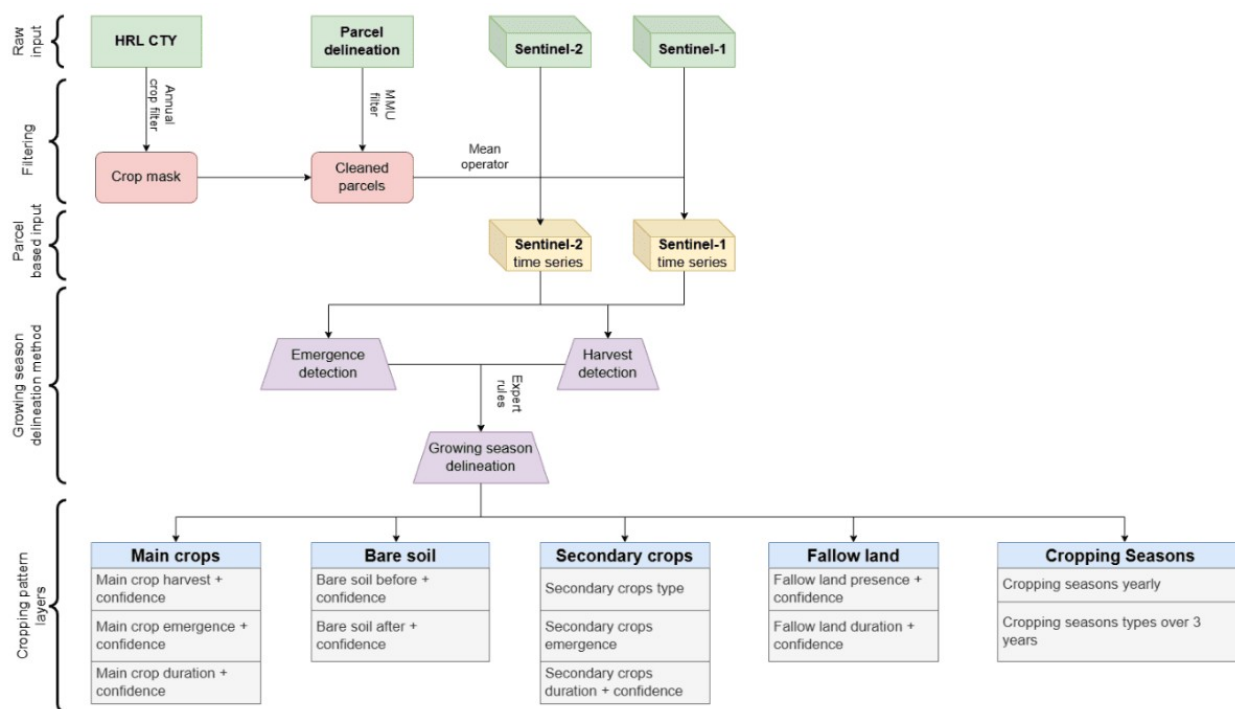 Raw input
HRL CTY
Parcel
delineation
Sentinel-2
Sentinel-1
Filtering
Annual
crop filter
MMU
filter
Crop mask
Cleaned
parcels
Mean
operator
Parcel
based input
Sentinel-2
time series
Sentinel-1
time series
Growing season
delineation method
Emergence
detection
Harvest
detection
Expert
rules
Growing season
delineation
Cropping pattern
layers
Main crops
Main crop harvest +
confidence
Main crop emergence +
confidence
Main crop duration +
confidence
Bare soil
Bare soil before +
confidence
Bare soil after +
confidence
Secondary crops
Secondary crops type
Secondary crops
emergence
Secondary crops
duration + confidence
Fallow land
Fallow land presence +
confidence
Fallow land duration +
confidence
Cropping Seasons
Cropping seasons yearly
Cropping seasons types over 3
years